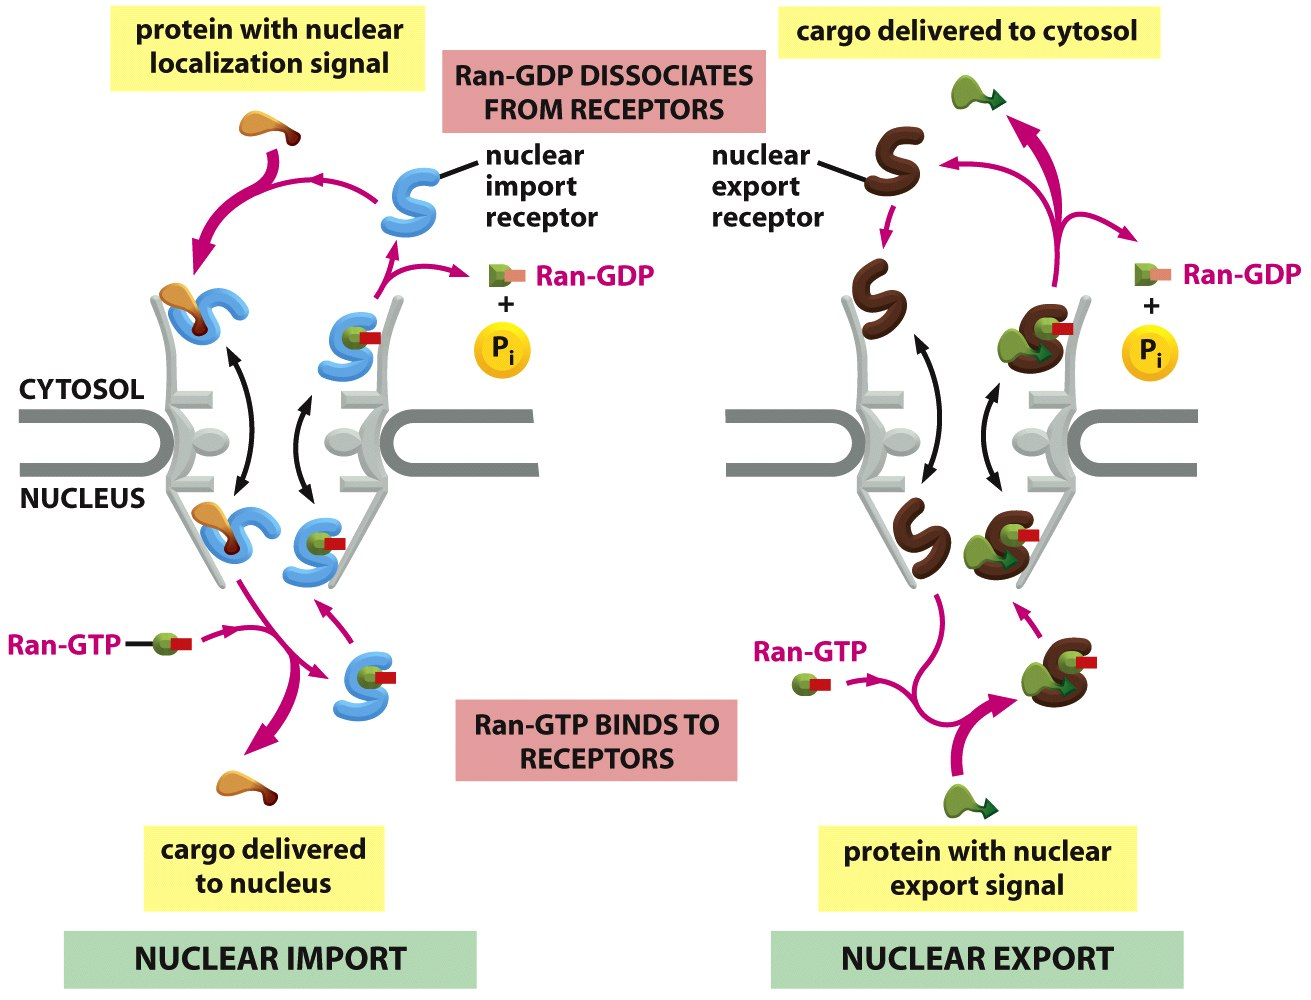 protein with nuclear
localization signal
Ran-GDP DISSOCIATES
FROM RECEPTORS
nuclear
import
receptor
Ran-GDP
+
Pi
CYTOSOL
NUCLEUS
Ran-GTP
cargo delivered
to nucleus
NUCLEAR IMPORT
cargo delivered to cytosol
nuclear
export
receptor
Ran-GDP
+
Pi
Ran-GTP
Ran-GTP BINDS TO
RECEPTORS
protein with nuclear
export signal
NUCLEAR EXPORT